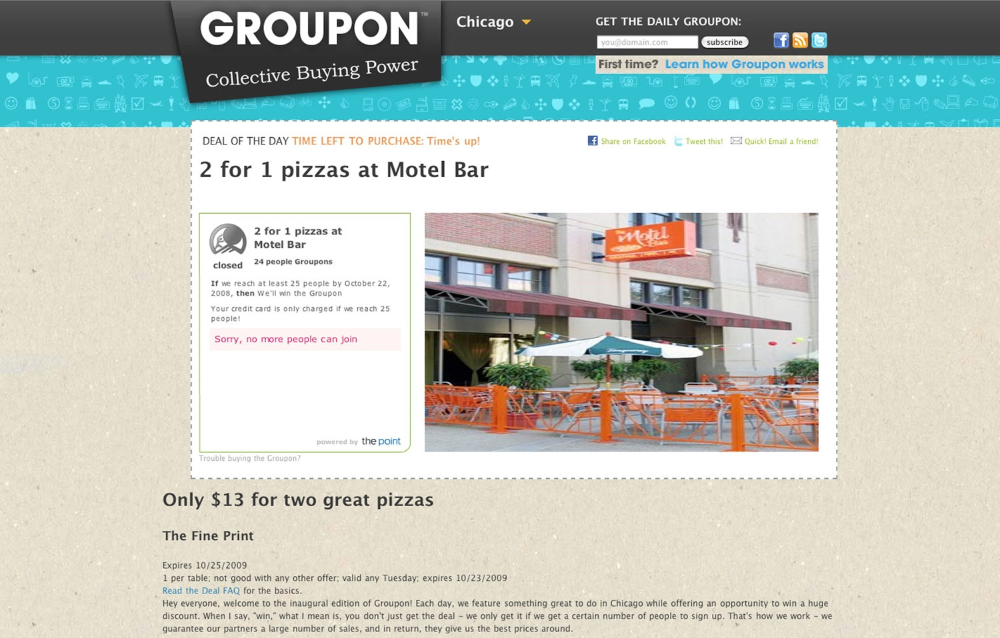 GROUPON™
Collective Buying Power
Chicago
GET THE DAILY GROUPON:
you@domain.com
subscribe
First time? Learn how Groupon works
DEAL OF THE DAY TIME LEFT TO PURCHASE: Time's up!
Share on Facebook
Tweet this!
Quick! Email a friend!
2 for 1 pizzas at Motel Bar
2 for 1 pizzas at
Motel Bar
closed
24 people Groupons
If we reach at least 25 people by October 22,
2008, then We'll win the Groupon
Your credit card is only charged if we reach 25
people!
Sorry, no more people can join
powered by the point
Trouble buying the Groupon?
Motel
Bar
Tanqueray
Only $13 for two great pizzas
The Fine Print
Expires 10/25/2009
1 per table; not good with any other offer; valid any Tuesday; expires 10/23/2009
Read the Deal FAQ for the basics.
Hey everyone, welcome to the inaugural edition of Groupon! Each day, we feature something great to do in Chicago while offering an opportunity to win a huge
discount. When I say, "win," what I mean is, you don't just get the deal - we only get it if we get a certain number of people to sign up. That's how we work - we
guarantee our partners a large number of sales, and in return, they give us the best prices around.